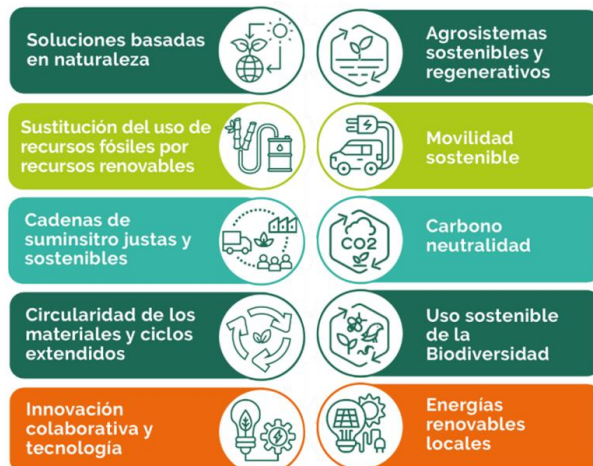 Soluciones basadas
en naturaleza
Agrosistemas
sostenibles y
regenerativos
Sustitución del uso de
recursos fósiles por
recursos renovables
Movilidad
sostenible
Cadenas de
suminsitro justas y
sostenibles
Carbono
neutralidad
CO2
Circularidad de los
materiales y ciclos
extendidos
Uso sostenible
de la
Biodiversidad
Innovación
colaborativa y
tecnología
Energías
renovables
locales